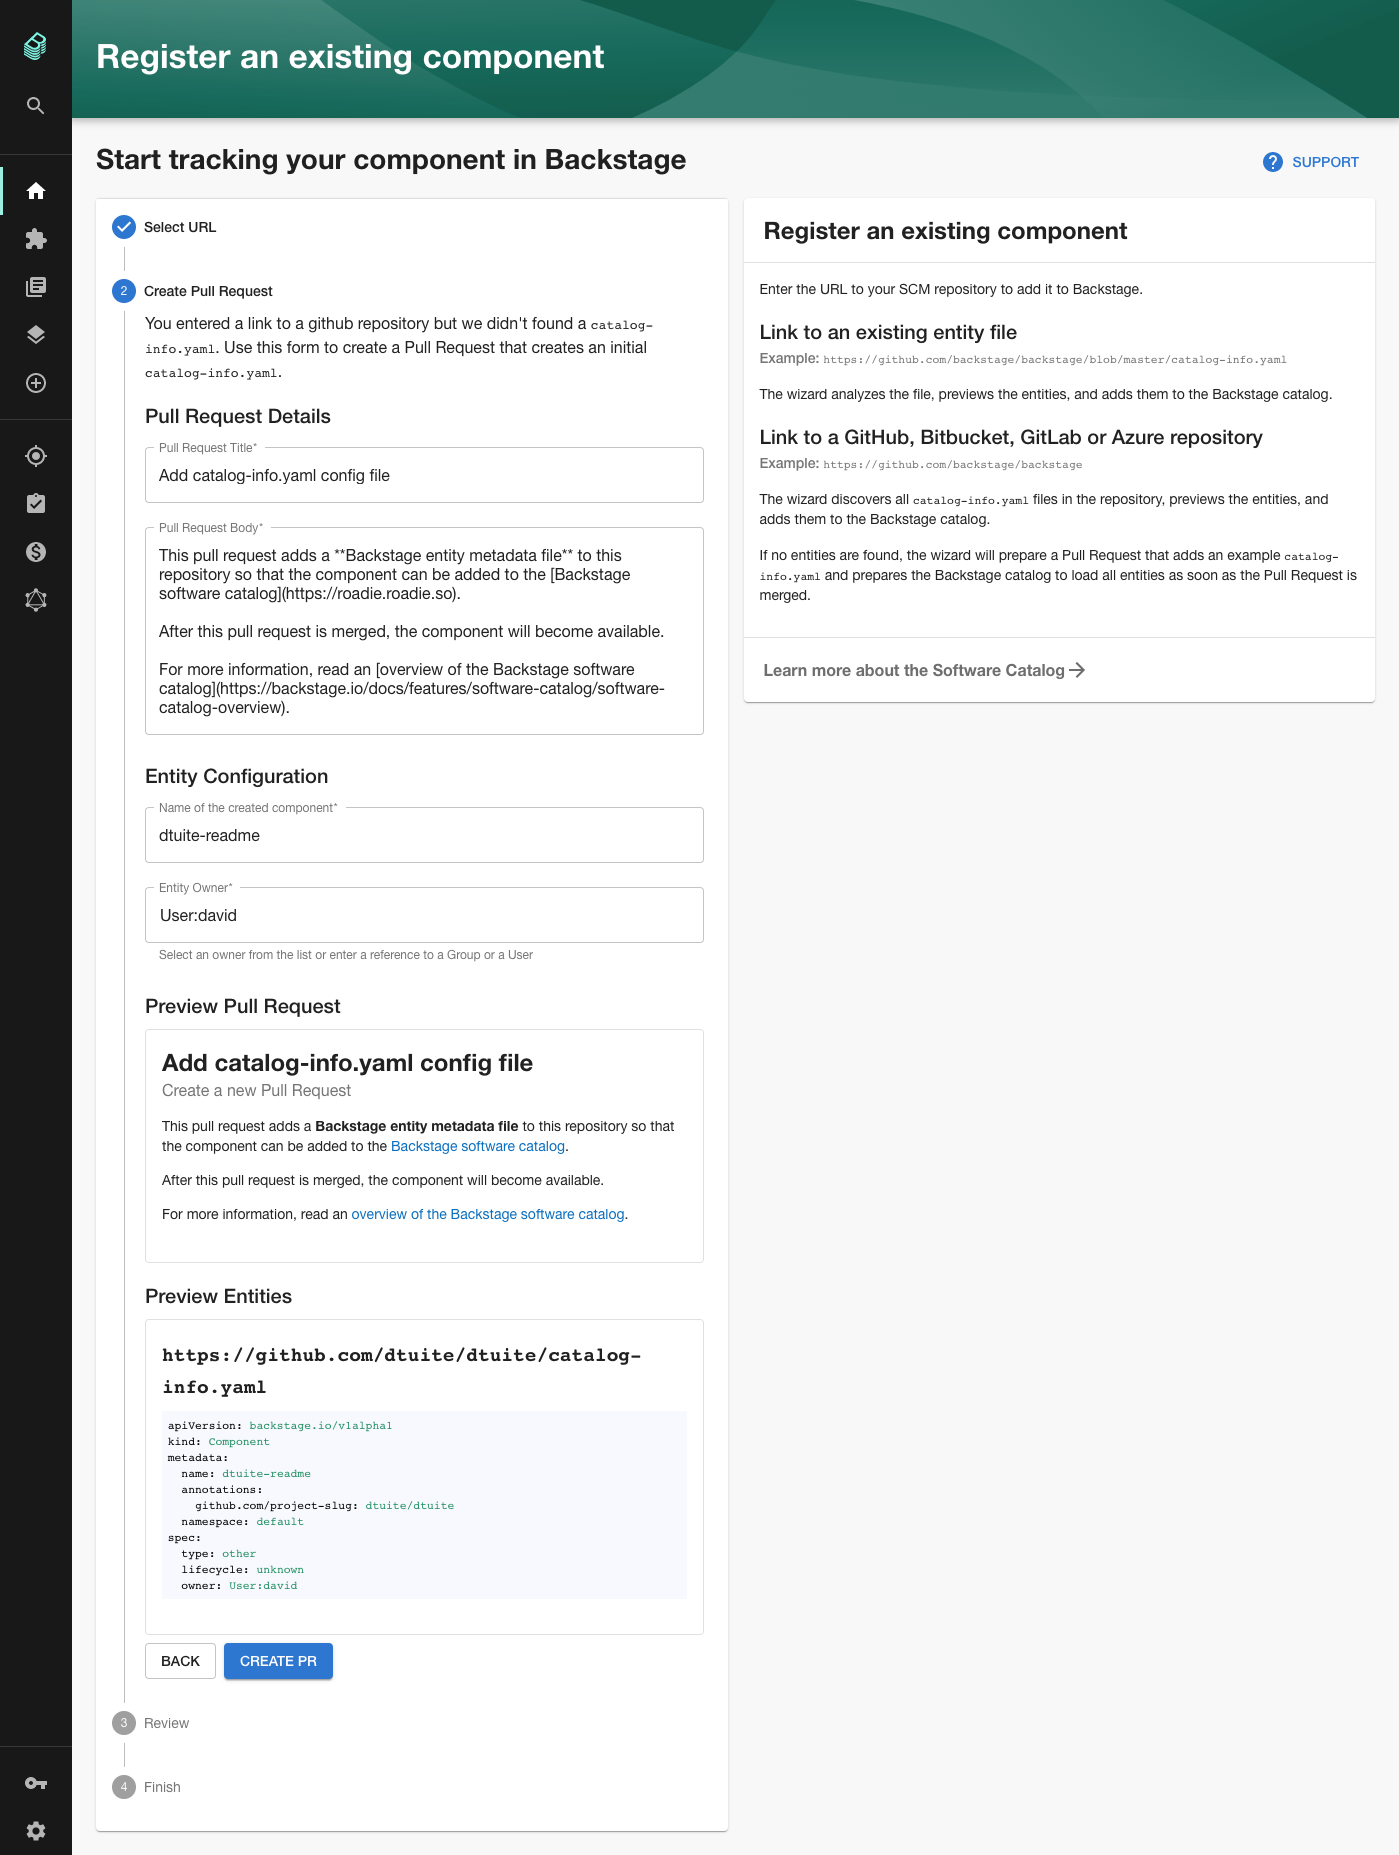 Register an existing component
Start tracking your component in Backstage
SUPPORT
Select URL
2 Create Pull Request
You entered a link to a github repository but we didn't found a catalog-
info.yaml. Use this form to create a Pull Request that creates an initial
catalog-info.yaml.
Pull Request Details
Pull Request Title*
Add catalog-info.yaml config file
Pull Request Body*
This pull request adds a **Backstage entity metadata file** to this
repository so that the component can be added to the [Backstage
software catalog](https://roadie.roadie.so).
After this pull request is merged, the component will become available.
For more information, read an [overview of the Backstage software
catalog](https://backstage.io/docs/features/software-catalog/software-
catalog-overview).
Entity Configuration
Name of the created component*
dtuite-readme
Entity Owner*
User:david
Select an owner from the list or enter a reference to a Group or a User
Preview Pull Request
Add catalog-info.yaml config file
Create a new Pull Request
This pull request adds a Backstage entity metadata file to this repository so that
the component can be added to the Backstage software catalog.
After this pull request is merged, the component will become available.
For more information, read an overview of the Backstage software catalog.
Preview Entities
https://github.com/dtuite/dtuite/catalog-
info.yaml
apiVersion: backstage.io/v1alpha1
kind: Component
metadata:
name: dtuite-readme
annotations:
github.com/project-slug: dtuite/dtuite
namespace: default
spec:
type: other
lifecycle: unknown
owner: User:david
BACK
CREATE PR
3 Review
4 Finish
Register an existing component
Enter the URL to your SCM repository to add it to Backstage.
Link to an existing entity file
Example: https://github.com/backstage/backstage/blob/master/catalog-info.yaml
The wizard analyzes the file, previews the entities, and adds them to the Backstage catalog.
Link to a GitHub, Bitbucket, GitLab or Azure repository
Example: https://github.com/backstage/backstage
The wizard discovers all catalog-info.yaml files in the repository, previews the entities, and
adds them to the Backstage catalog.
If no entities are found, the wizard will prepare a Pull Request that adds an example catalog-
info.yaml and prepares the Backstage catalog to load all entities as soon as the Pull Request is
merged.
Learn more about the Software Catalog